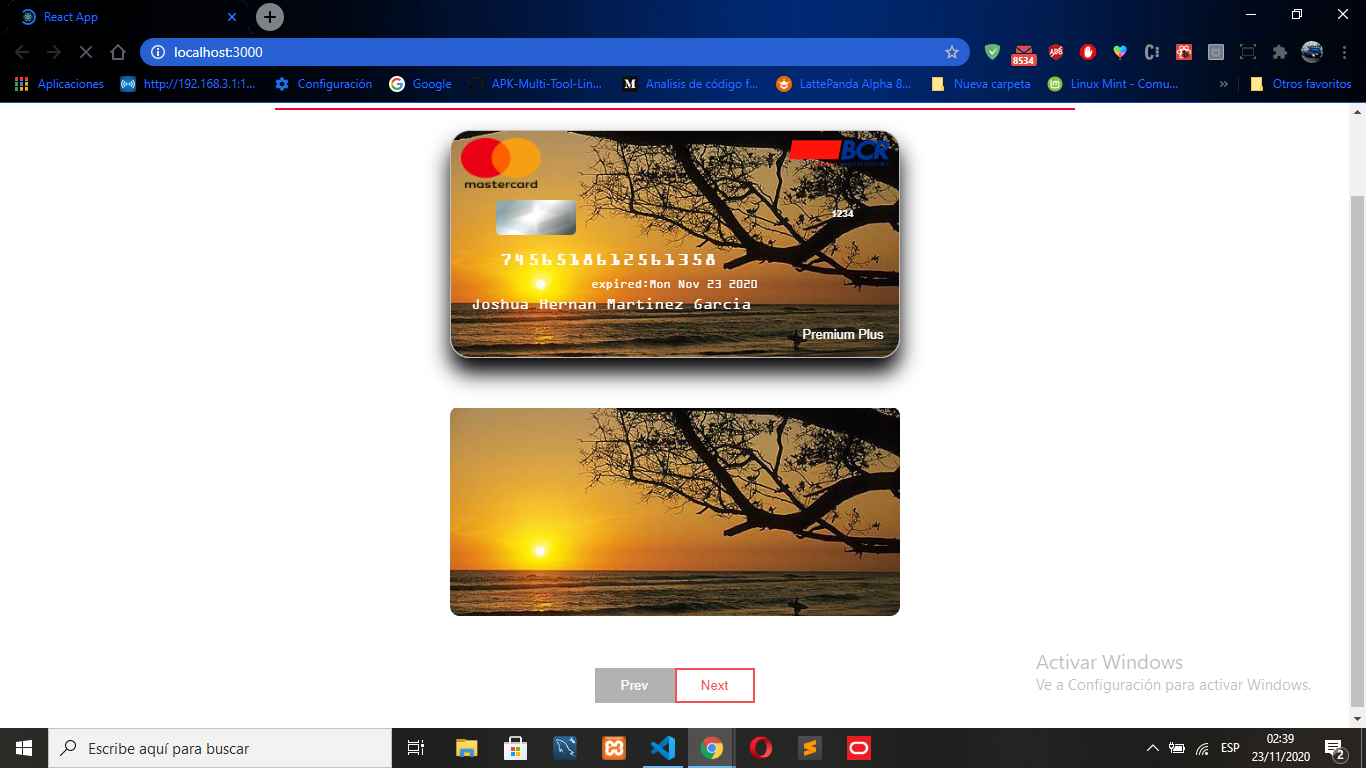 React App
localhost:3000
8534
Aplicaciones
http://192.168.3.1:1...
Configuración
Google
APK-Multi-Tool-Lin...
Analisis de código f...
LattePanda Alpha 8...
Nueva carpeta
Linux Mint - Comu...
»
Otros favoritos
mastercard
BCR
1234
7456518612561358
expired:Mon Nov 23 2020
Joshua Hernan Martinez Garcia
Premium Plus
Prev
Next
Activar Windows
Ve a Configuración para activar Windows.
Escribe aquí para buscar
ESP
02:39
23/11/2020
2